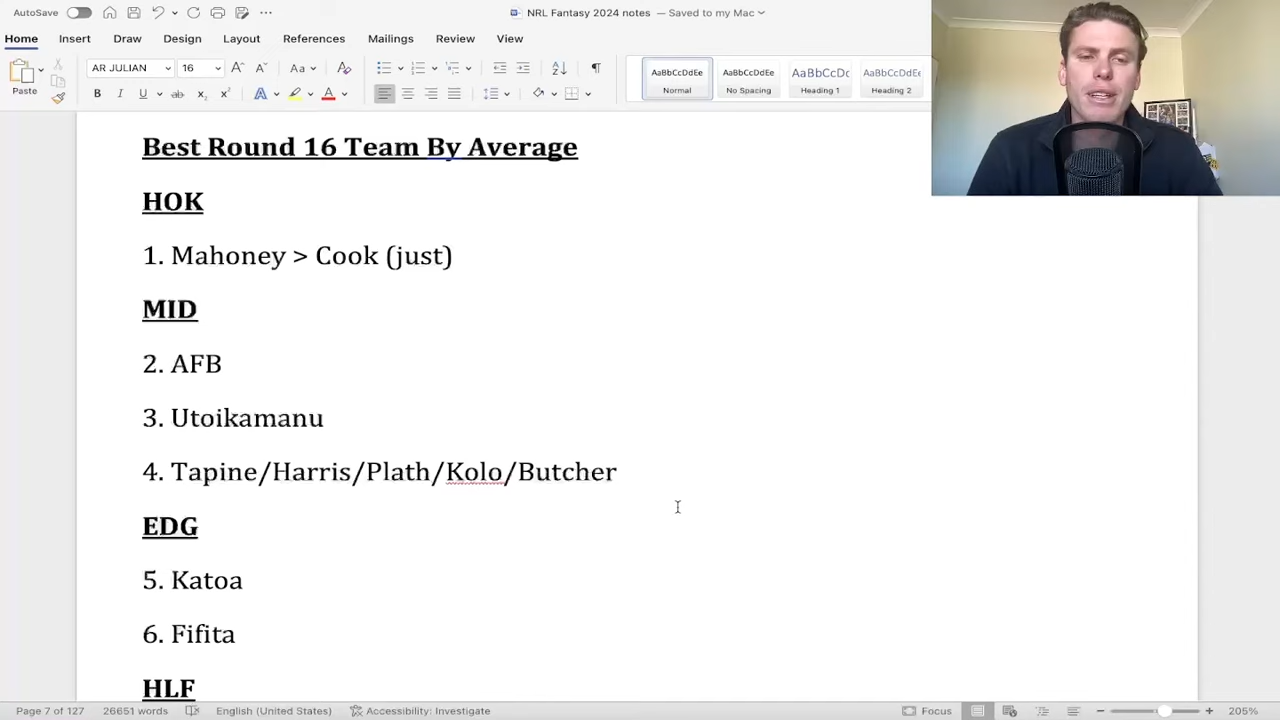 AutoSave
NRL Fantasy 2024 notes — Saved to my Mac
Home Insert Draw Design Layout References Mailings Review View
Paste
AR JULIAN 16
AaBbCcDdEe AaBbCcDdEe AaBbCcDc AaBbCcDdEe
Normal No Spacing Heading 1 Heading 2
Best Round 16 Team By Average
HOK
1. Mahoney > Cook (just)
MID
2. AFB
3. Utoikamanu
4. Tapine/Harris/Plath/Kolo/Butcher
EDG
5. Katoa
6. Fifita
HLF
Page 7 of 127 26651 words English (United States) Accessibility: Investigate Focus 205%